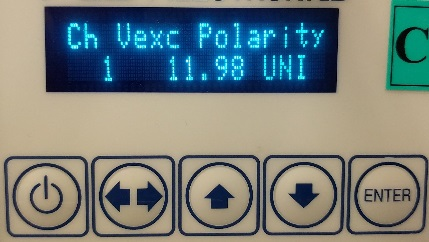 Ch Vexc Polarity
1 11.98 UNI
C
ENTER